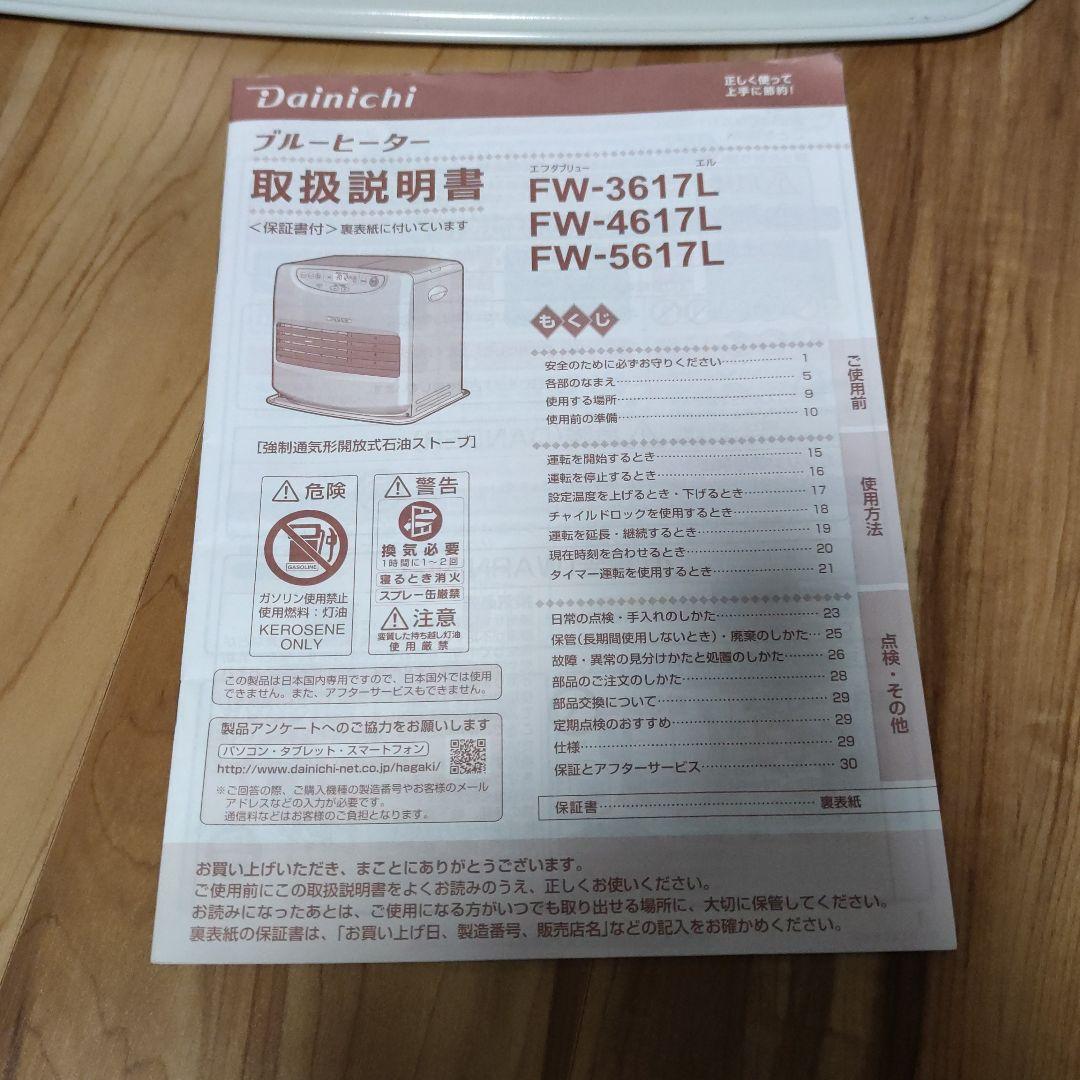 Dainichi
正しく使って
上手に節約!
ブルーヒーター
取扱説明書
<保証書付>裏表紙に付いています
エフダブリュー エル
FW-3617L
FW-4617L
FW-5617L
[強制通気形開放式石油ストーブ]
危険
GASOLINE
ガソリン使用禁止
使用燃料:灯油
KEROSENE
ONLY
警告
換気必要
1時間に1〜2回
寝るとき消火
スプレー缶厳禁
注意
変質した持ち越し灯油
使用厳禁
この製品は日本国内専用ですので、日本国外では使用
できません。また、アフターサービスもできません。
製品アンケートへのご協力をお願いします
パソコン・タブレット・スマートフォン
http://www.dainichi-net.co.jp/hagaki/
※ご回答の際、ご購入機種の製造番号やお客様のメール
アドレスなどの入力が必要です。
通信料などはお客様のご負担となります。
もくじ
安全のために必ずお守りください…………… 1
各部のなまえ…………………………… 5
使用する場所…………………………… 9
使用前の準備…………………………… 10
ご使用前
運転を開始するとき…………………… 15
運転を停止するとき…………………… 16
設定温度を上げるとき・下げるとき………… 17
チャイルドロックを使用するとき…………… 18
運転を延長・継続するとき………………… 19
現在時刻を合わせるとき………………… 20
タイマー運転を使用するとき……………… 21
使用方法
日常の点検・手入れのしかた……………… 23
保管(長期間使用しないとき)・廃棄のしかた… 25
故障・異常の見分けかたと処置のしかた……… 26
部品のご注文のしかた…………………… 28
部品交換について……………………… 29
定期点検のおすすめ…………………… 29
仕様………………………………… 29
保証とアフターサービス………………… 30
点検・その他
保証書……………………………… 裏表紙
お買い上げいただき、まことにありがとうございます。
ご使用前にこの取扱説明書をよくお読みのうえ、正しくお使いください。
お読みになったあとは、ご使用になる方がいつでも取り出せる場所に、大切に保管してください。
裏表紙の保証書は、「お買い上げ日、製造番号、販売店名」などの記入をお確かめください。